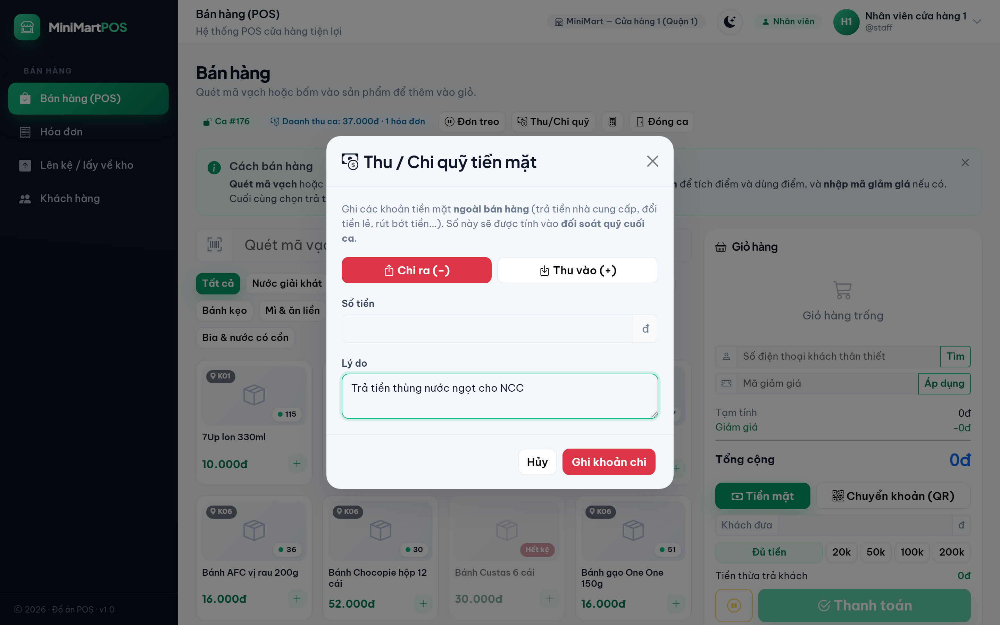 MiniMartPOS
BÁN HÀNG
Bán hàng (POS)
Hóa đơn
Lên kệ / lấy về kho
Khách hàng
© 2026 · Đồ án POS · v1.0
Bán hàng (POS)
Hệ thống POS cửa hàng tiện lợi
MiniMart — Cửa hàng 1 (Quận 1)
Nhân viên
H1
Nhân viên cửa hàng 1
@staff
Bán hàng
Quét mã vạch hoặc bấm vào sản phẩm để thêm vào giỏ.
Ca #176
Doanh thu ca: 37.000đ · 1 hóa đơn
Đơn treo
Thu/Chi quỹ
Đóng ca
Cách bán hàng
Quét mã vạch hoặc
để tích điểm và dùng điểm, và nhập mã giảm giá nếu có.
Cuối cùng chọn trả
Quét mã
Tất cả
Nước giải khát
Bánh kẹo
Mì & ăn liền
Bia & nước có cồn
K01
115
7Up lon 330ml
10.000đ
K06
36
Bánh AFC vị rau 200g
16.000đ
K06
30
Bánh Chocopie hộp 12
cái
52.000đ
Hết kệ
Bánh Custas 6 cái
30.000đ
K06
51
Bánh gạo One One
150g
16.000đ
Thu / Chi quỹ tiền mặt
Ghi các khoản tiền mặt ngoài bán hàng (trả tiền nhà cung cấp, đổi
tiền lẻ, rút bớt tiền...). Số này sẽ được tính vào đối soát quỹ cuối
ca.
Chi ra (−)
Thu vào (+)
Số tiền
đ
Lý do
Trả tiền thùng nước ngọt cho NCC
Hủy
Ghi khoản chi
Giỏ hàng
Giỏ hàng trống
Số điện thoại khách thân thiết
Tìm
Mã giảm giá
Áp dụng
Tạm tính
0đ
Giảm giá
-0đ
Tổng cộng
0đ
Tiền mặt
Chuyển khoản (QR)
Khách đưa
đ
Đủ tiền
20k
50k
100k
200k
Tiền thừa trả khách
0đ
Thanh toán